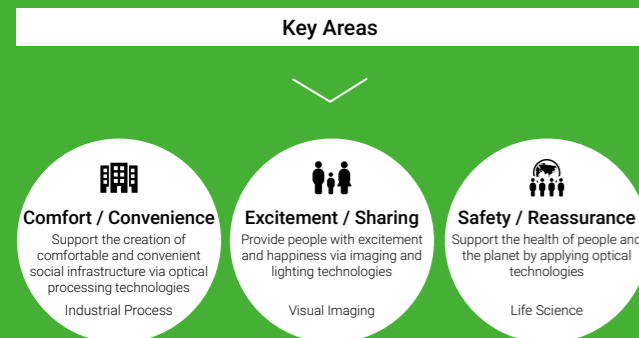 Key Areas
Comfort / Convenience
Support the creation of
comfortable and convenient
social infrastructure via optical
processing technologies
Industrial Process
Excitement / Sharing
Provide people with excitement
and happiness via imaging and
lighting technologies
Visual Imaging
Safety / Reassurance
Support the health of people and
the planet by applying optical
technologies
Life Science